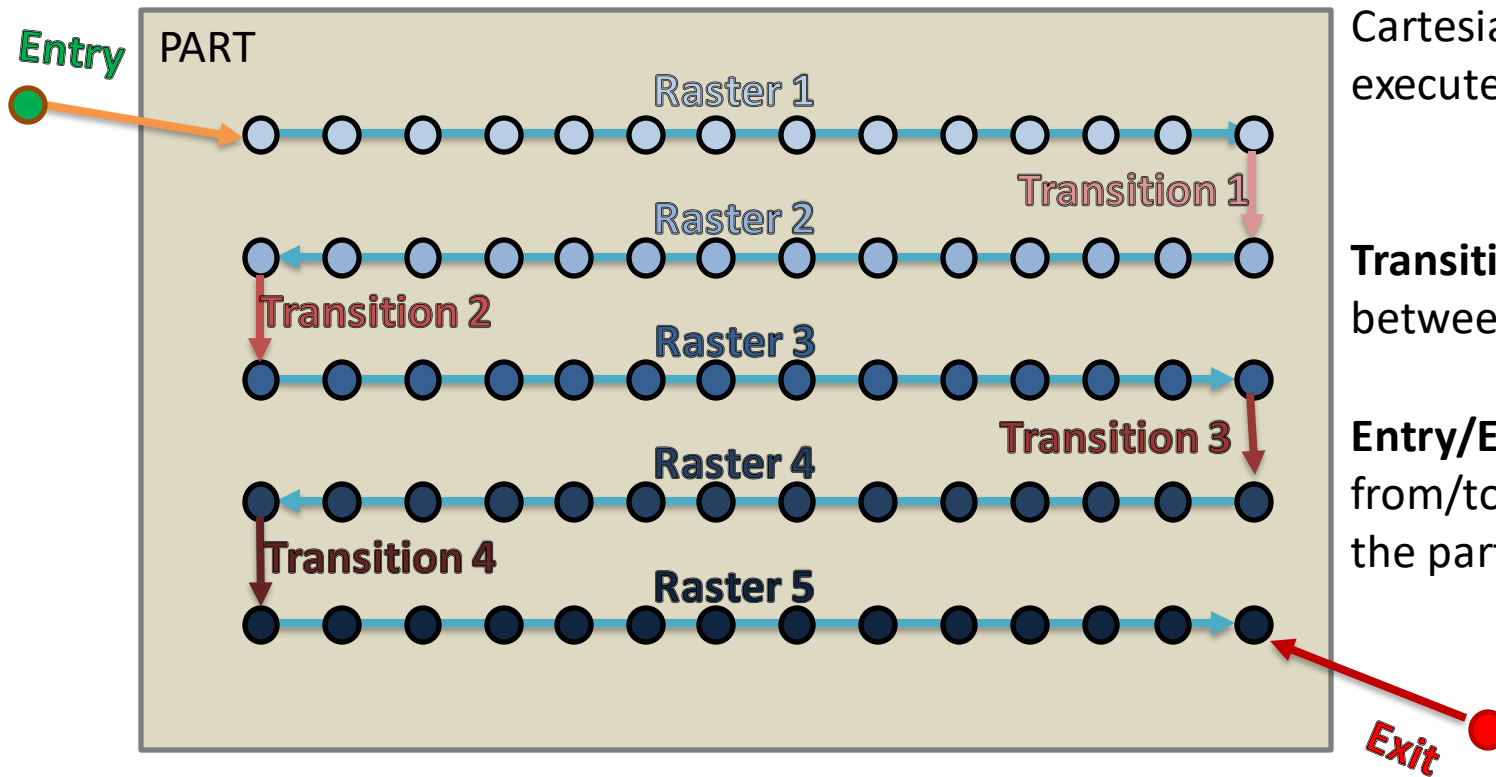 Entry
PART
Raster 1
Transition 1
Raster 2
Transition 2
Raster 3
Transition 3
Raster 4
Transition 4
Raster 5
Exit
Cartesia
execute
Transiti
betwee
Entry/E
from/to
the part